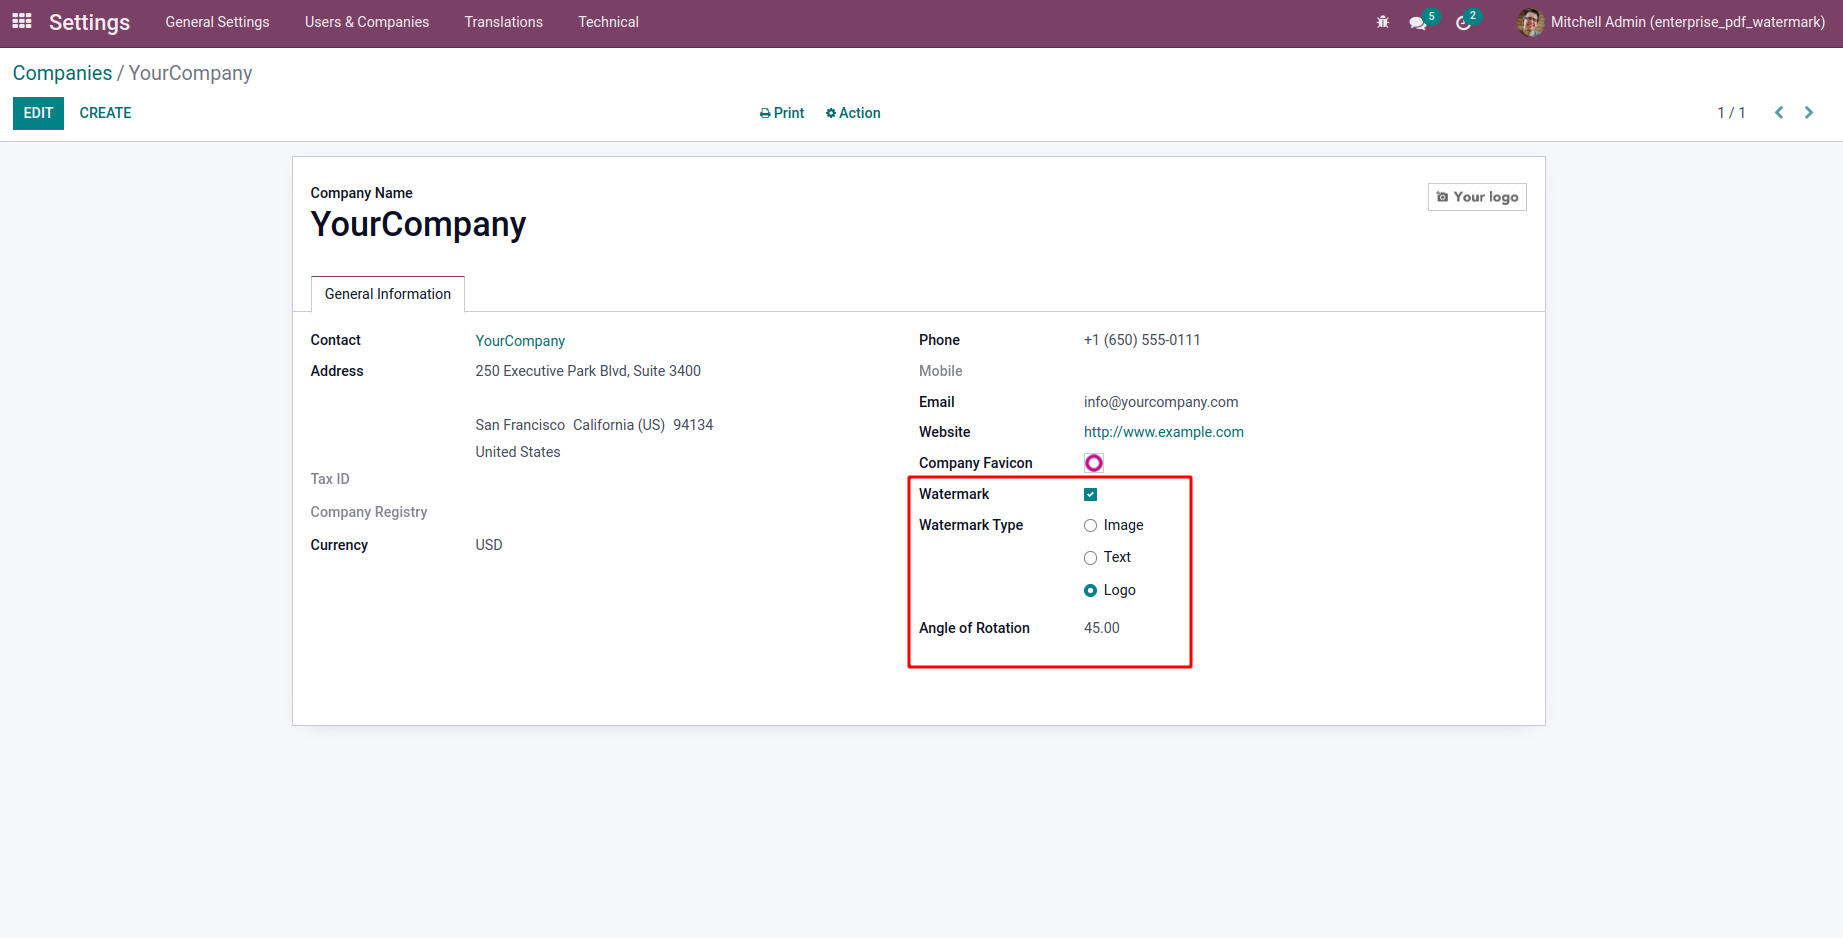 Settings General Settings Users & Companies Translations Technical 5 2 Mitchell Admin (enterprise_pdf_watermark)
Companies / YourCompany
EDIT CREATE Print Action 1 / 1
Company Name
Your logo
YourCompany
General Information
Contact YourCompany Phone +1 (650) 555-0111
Address 250 Executive Park Blvd, Suite 3400 Mobile
Email info@yourcompany.com
San Francisco California (US) 94134 Website http://www.example.com
United States
Company Favicon
Tax ID
Watermark
Company Registry
Watermark Type Image
Currency USD
Text
Logo
Angle of Rotation 45.00